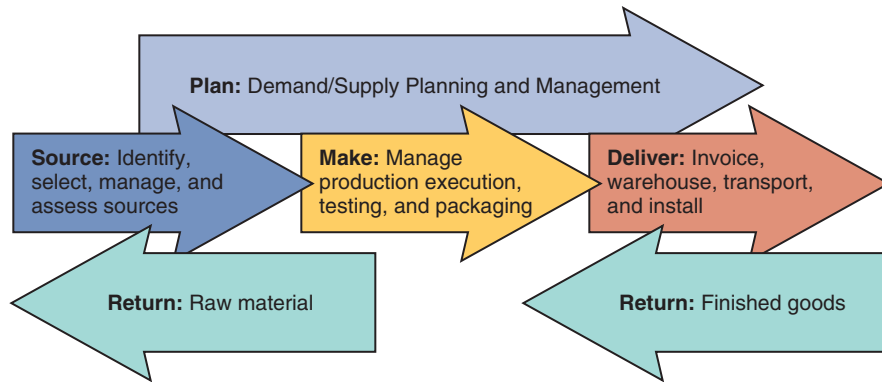 Plan: Demand/Supply Planning and Management
Source: Identify,
select, manage, and
assess sources
Make: Manage
production execution,
testing, and packaging
Deliver: Invoice,
warehouse, transport,
and install
Return: Raw material
Return: Finished goods